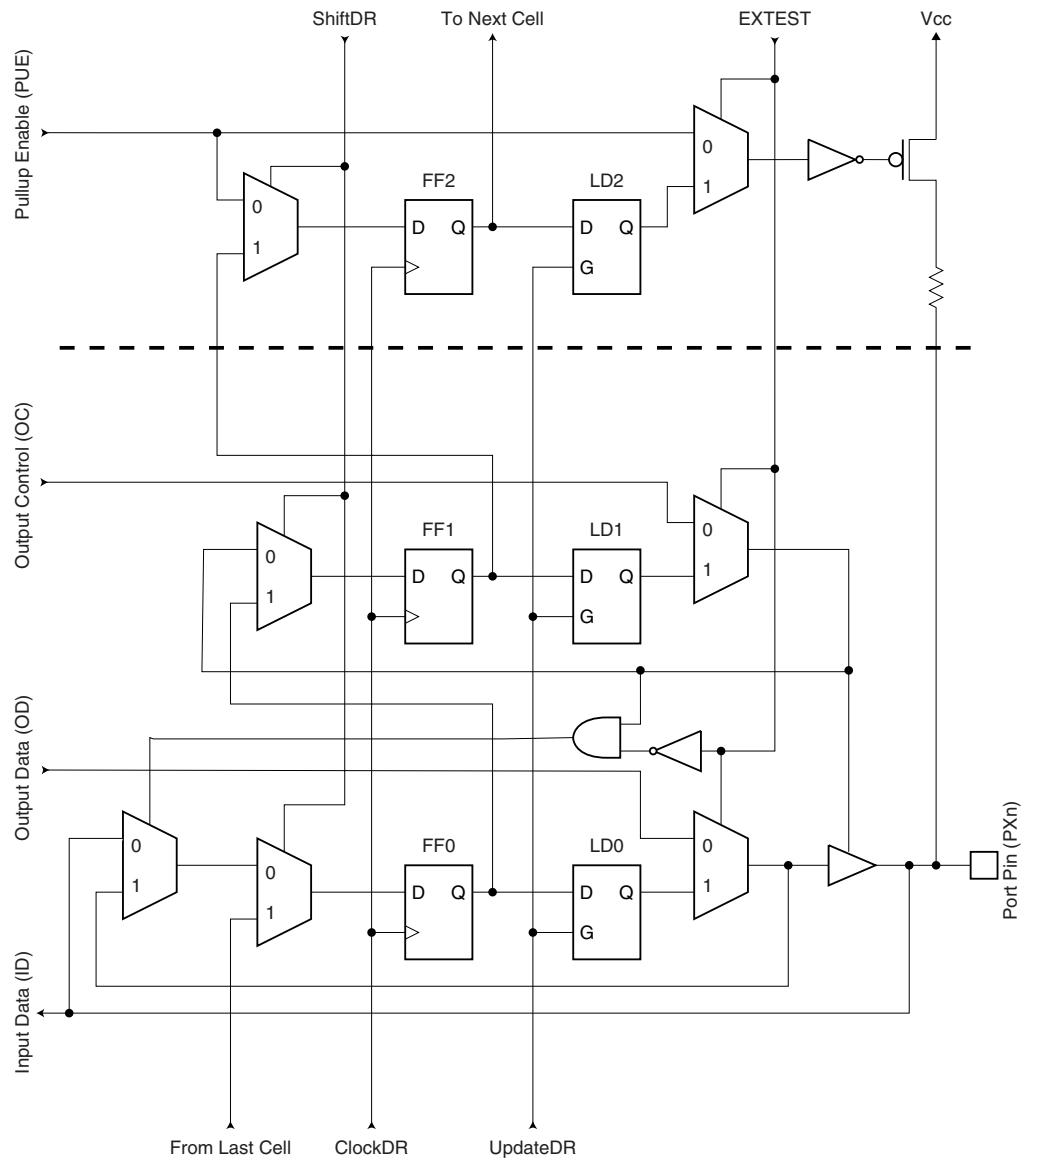 ShiftDR
To Next Cell
EXTEST
Vcc
Pullup Enable (PUE)
0
1
FF2
D
Q
LD2
D
Q
G
0
1
Output Control (OC)
0
1
FF1
D
Q
LD1
D
Q
G
0
1
Output Data (OD)
0
1
0
1
FF0
D
Q
LD0
D
Q
G
0
1
Port Pin (PXn)
Input Data (ID)
From Last Cell
ClockDR
UpdateDR